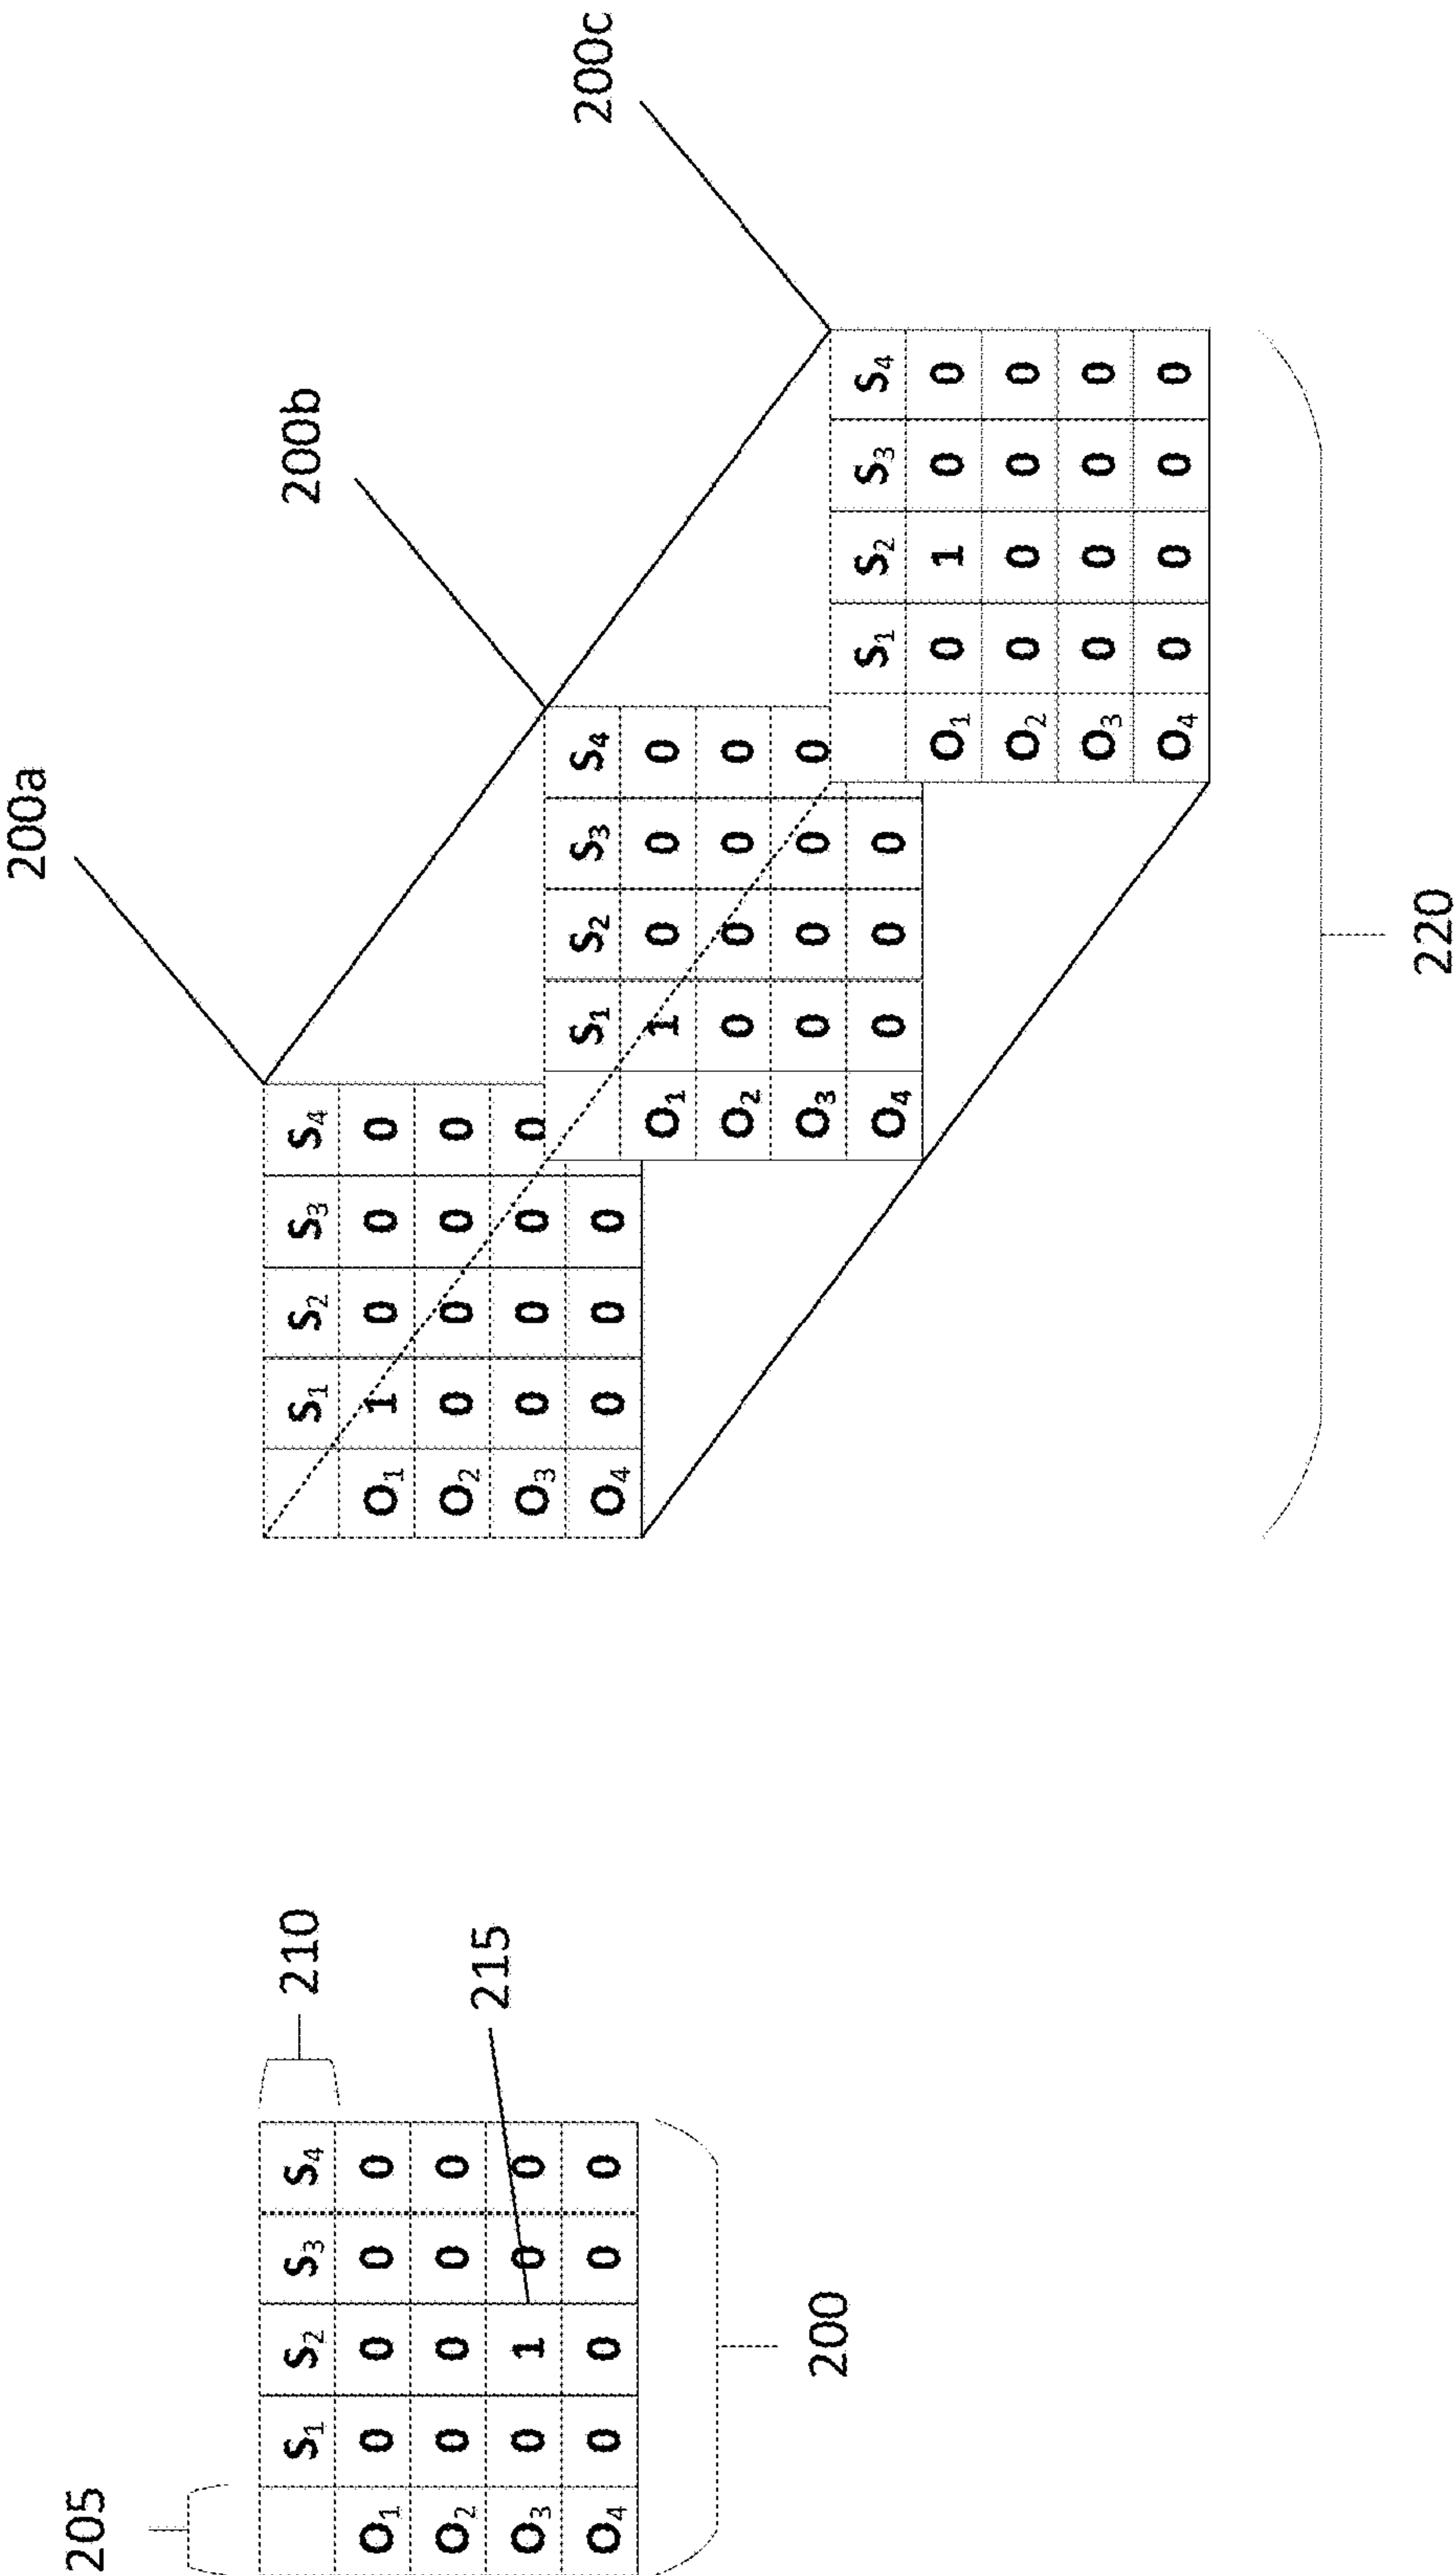 205
210
S1 S2 S3 S4
O1 0 0 0 0
O2 0 0 0 0
O3 0 1 0 0
O4 0 0 0 0
215
200
200a
S1 S2 S3 S4
O1 1 0 0 0
O2 0 0 0 0
O3 0 0 0 0
O4 0 0 0
200b
S1 S2 S3 S4
O1 1 0 0 0
O2 0 0 0 0
O3 0 0 0 0
O4 0 0 0
200c
S1 S2 S3 S4
O1 0 1 0 0
O2 0 0 0 0
O3 0 0 0 0
O4 0 0 0 0
220